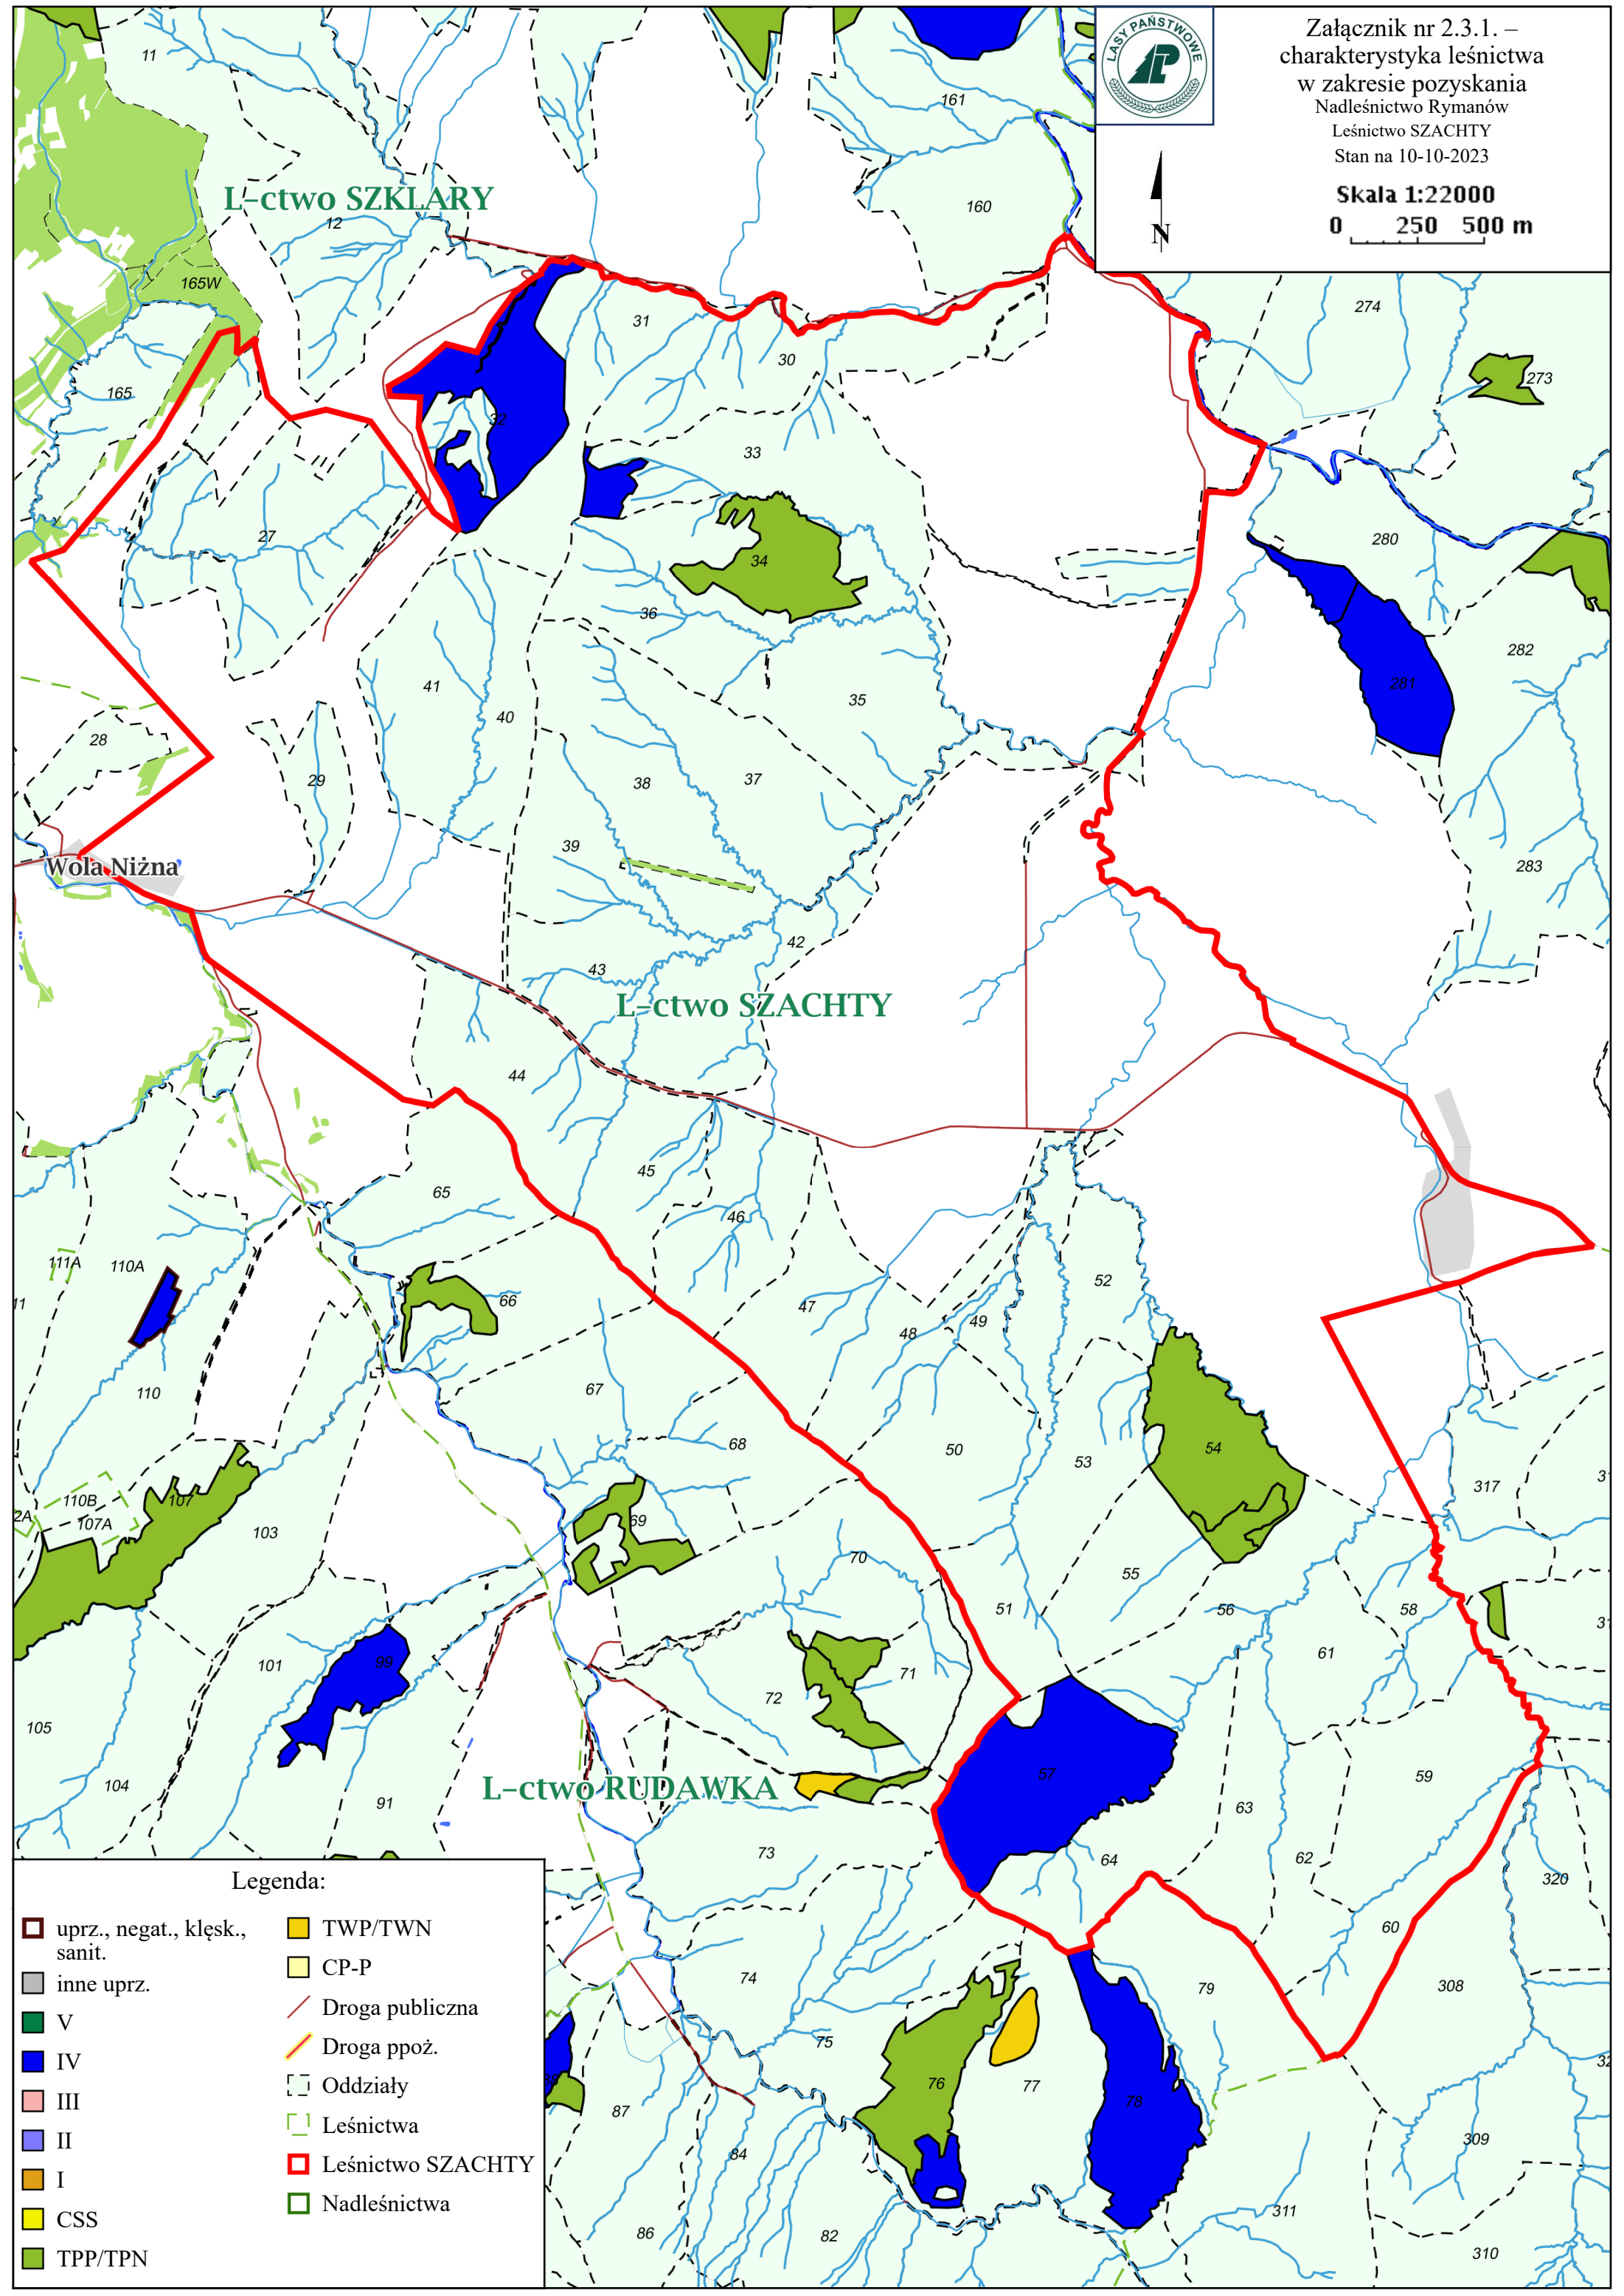 LASY PAŃSTWOWE
Załącznik nr 2.3.1. –
charakterystyka leśnictwa
w zakresie pozyskania
Nadleśnictwo Rymanów
Leśnictwo SZACHTY
Stan na 10-10-2023
Skala 1:22000
0 250 500 m
N
11
161
L-ctwo SZKLARY
12
160
165W
274
31
30
273
165
32
33
27
280
34
36
282
41
35
281
40
28
29
38
37
39
283
Wola Niżna
42
43
L-ctwo SZACHTY
44
45
65
46
111A
110A
52
66
11
47
49
48
110
67
68
50
54
53
317
110B
107
2A
107A
69
103
70
55
51
56
58
61
101
99
71
72
105
57
59
104
L-ctwo RUDAWKA
91
63
73
64
62
320
60
74
79
308
75
76
77
78
87
84
309
311
86
82
310
Legenda:
uprz., negat., klęsk.,
sanit.
inne uprz.
V
IV
III
II
I
CSS
TPP/TPN
TWP/TWN
CP-P
Droga publiczna
Droga ppoż.
Oddziały
Leśnictwa
Leśnictwo SZACHTY
Nadleśnictwa